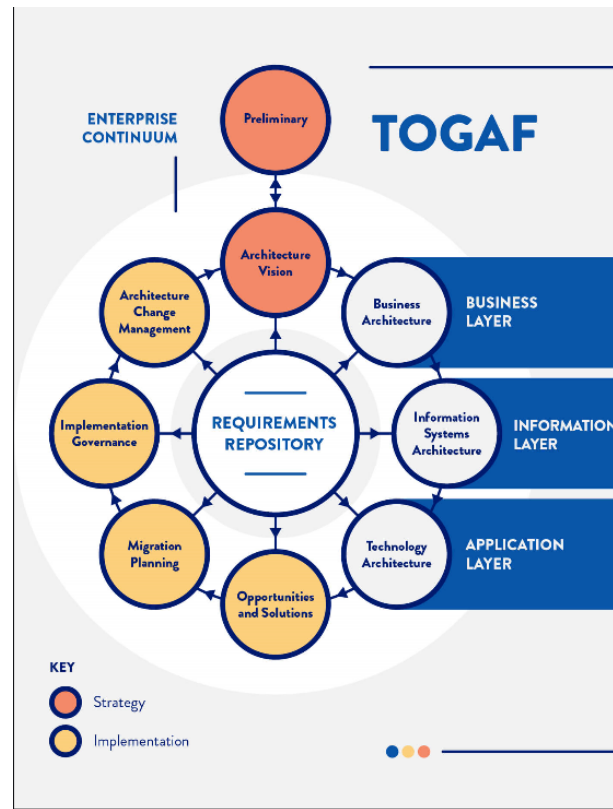 ENTERPRISE
CONTINUUM
Preliminary
TOGAF
Architecture
Vision
Architecture
Change
Management
Business
Architecture
BUSINESS
LAYER
Implementation
Governance
REQUIREMENTS
REPOSITORY
Information
Systems
Architecture
INFORMATION
LAYER
Migration
Planning
Technology
Architecture
APPLICATION
LAYER
Opportunities
and Solutions
KEY
Strategy
Implementation